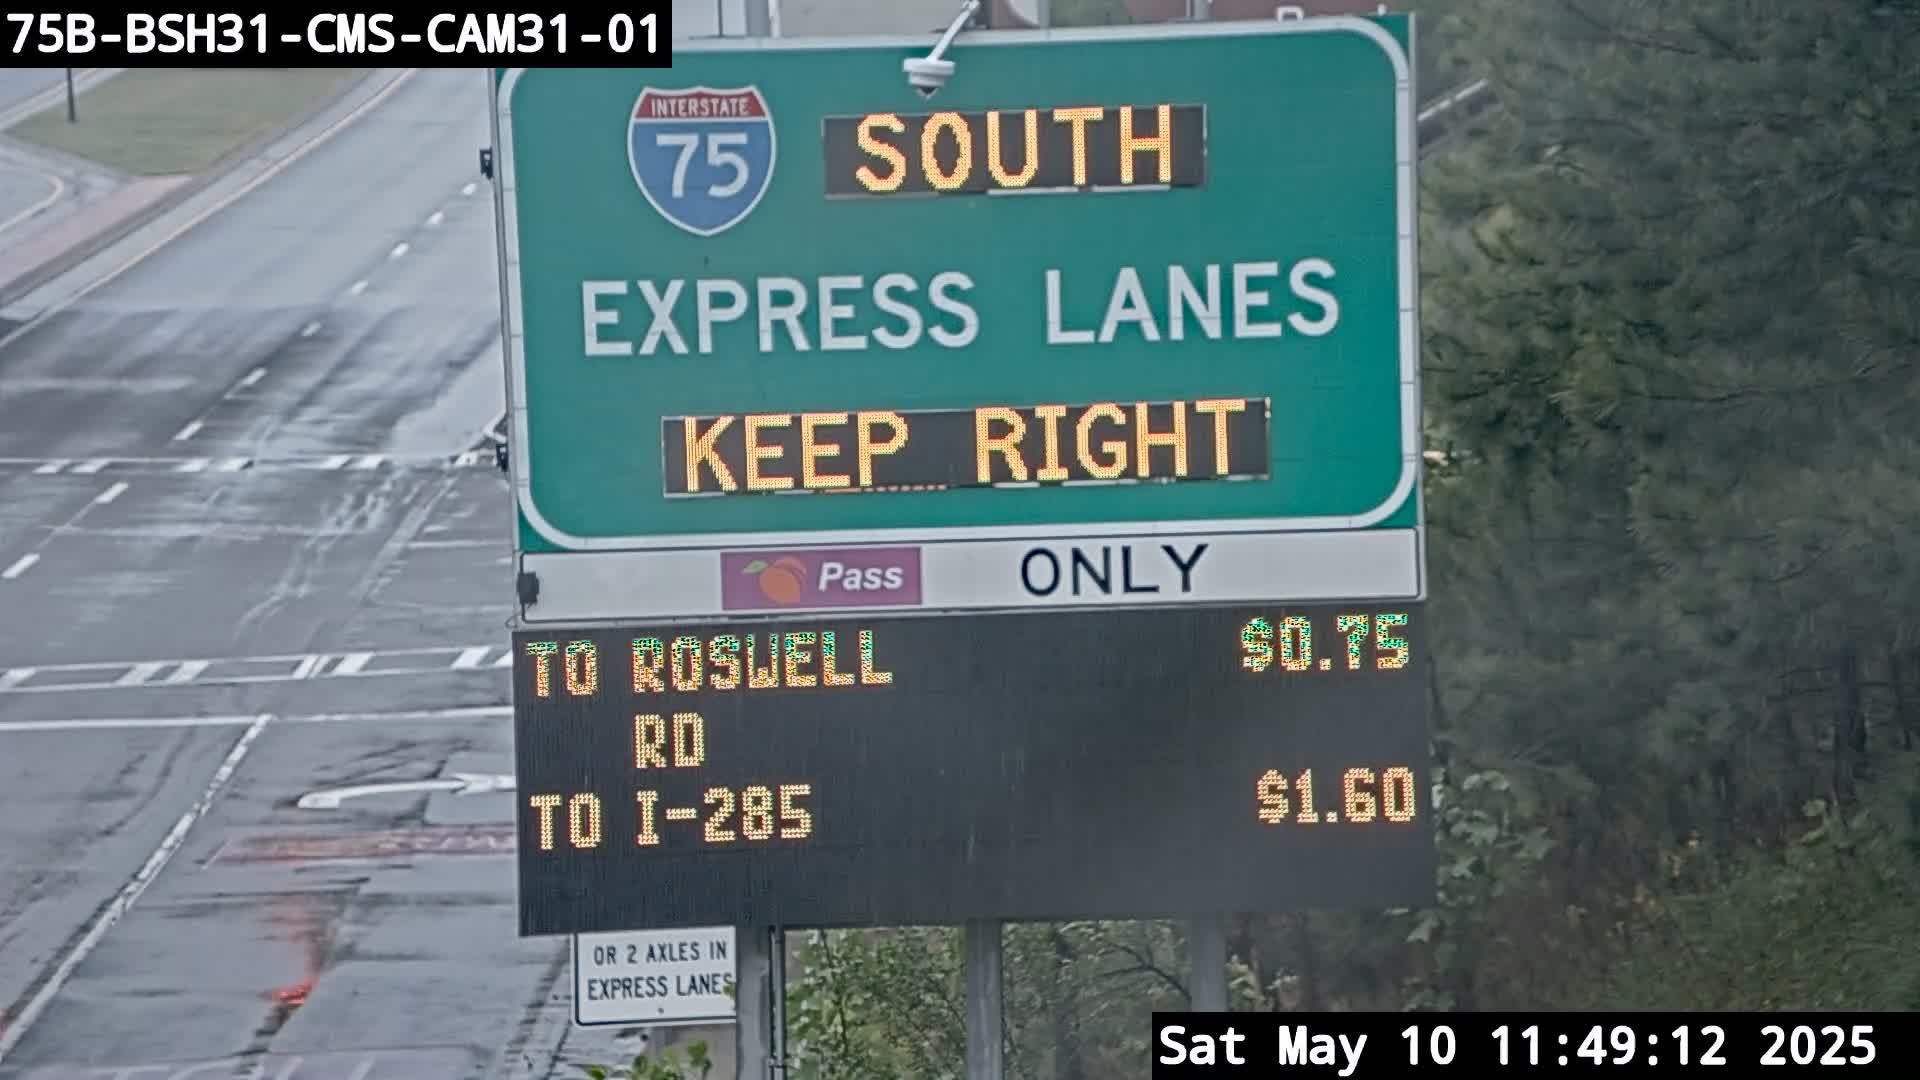 75B-BSH31-CMS-CAM31-01
INTERSTATE
75
SOUTH
EXPRESS LANES
KEEP RIGHT
Pass ONLY
TO ROSWELL $0.75
RD
TO I-285 $1.60
OR 2 AXLES IN
EXPRESS LANES
Sat May 10 11:49:12 2025